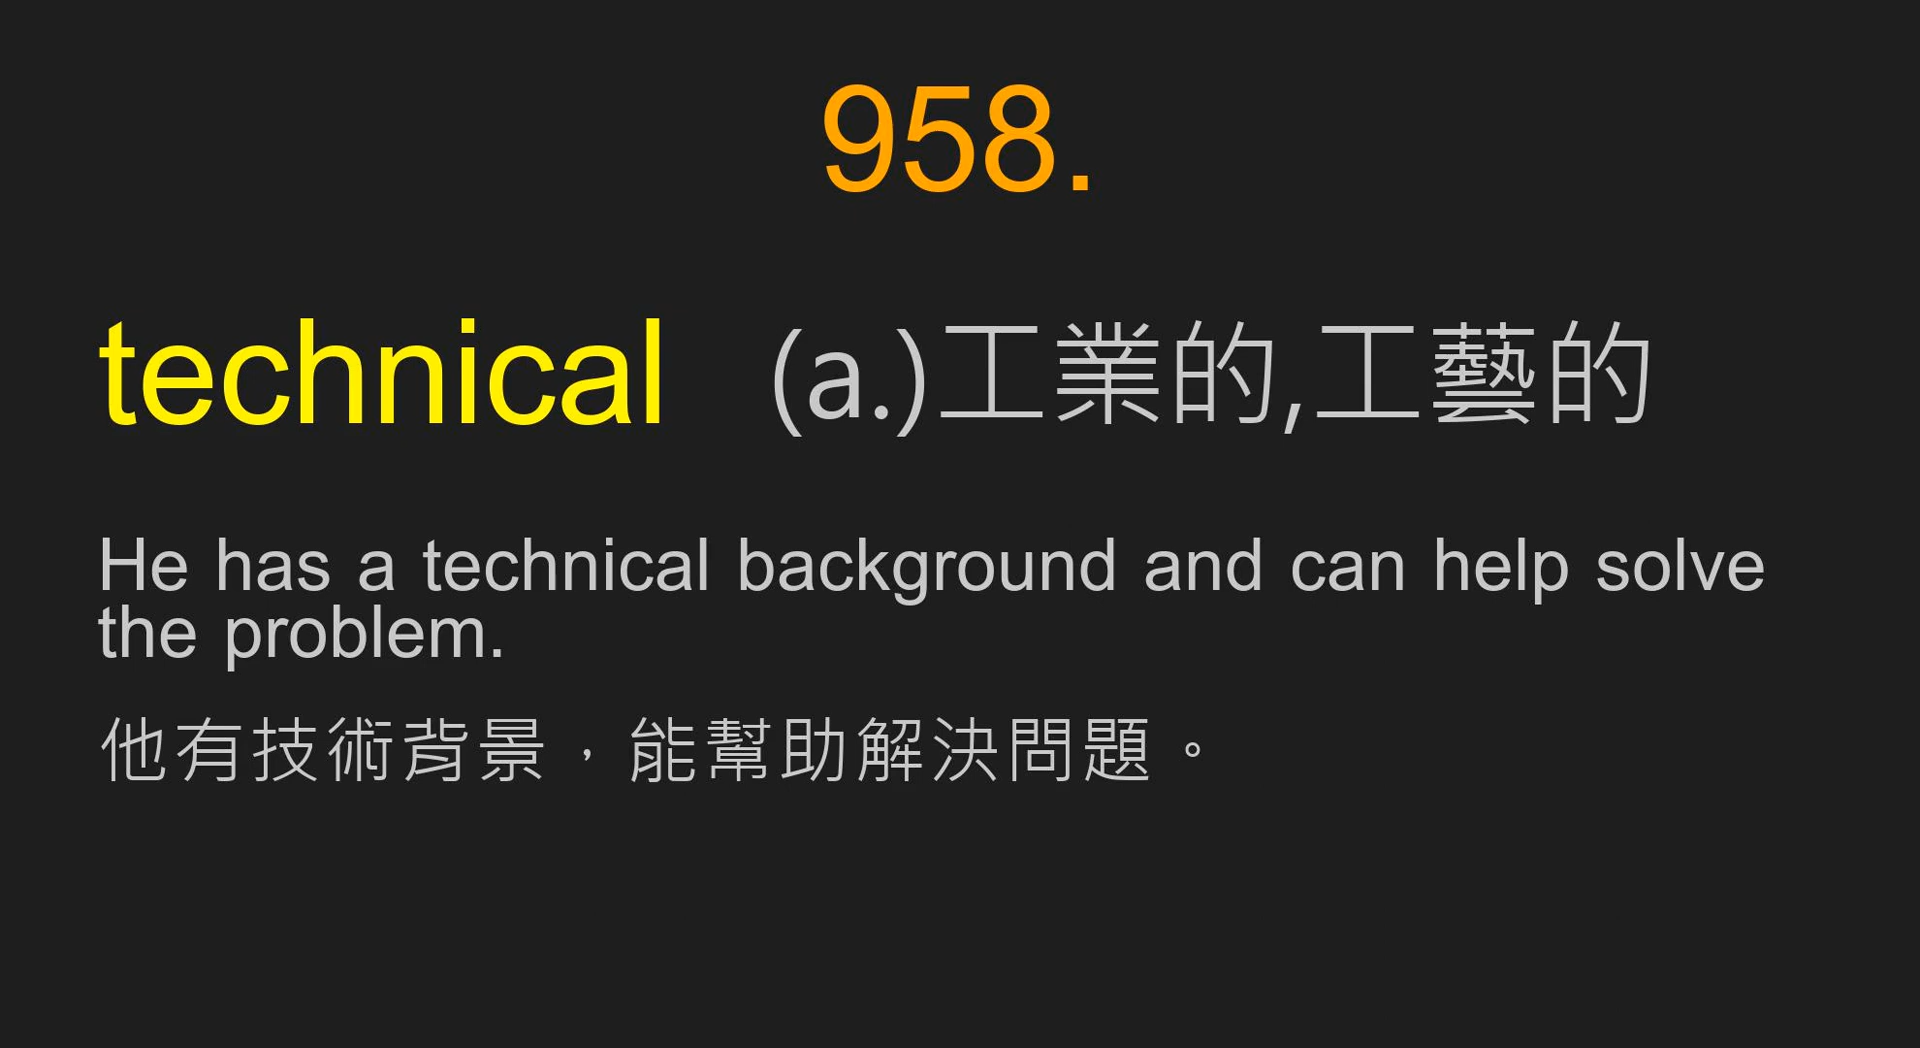 958.
technical (a.)工業的,工藝的
He has a technical background and can help solve
the problem.
他有技術背景，能幫助解決問題。